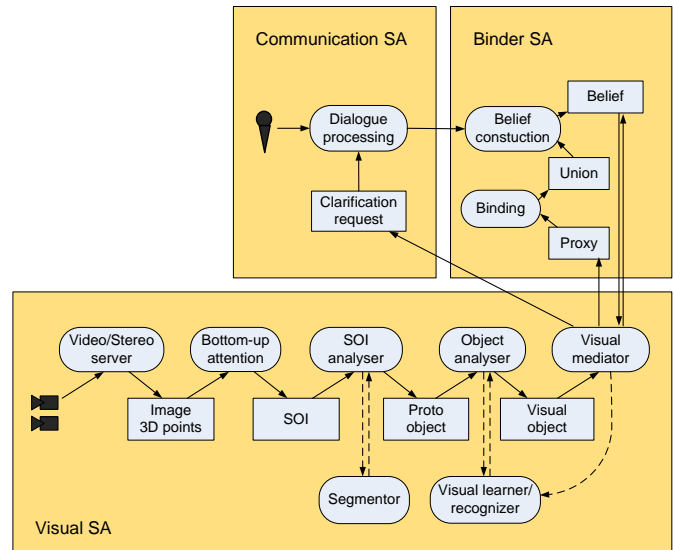 Communication SA
Binder SA
Dialogue
processing
Belief
constuction
Belief
Union
Clarification
request
Binding
Proxy
Video/Stereo
server
Bottom-up
attention
SOI
analyser
Object
analyser
Visual
mediator
Image
3D points
SOI
Proto
object
Visual
object
Segmentor
Visual learner/
recognizer
Visual SA